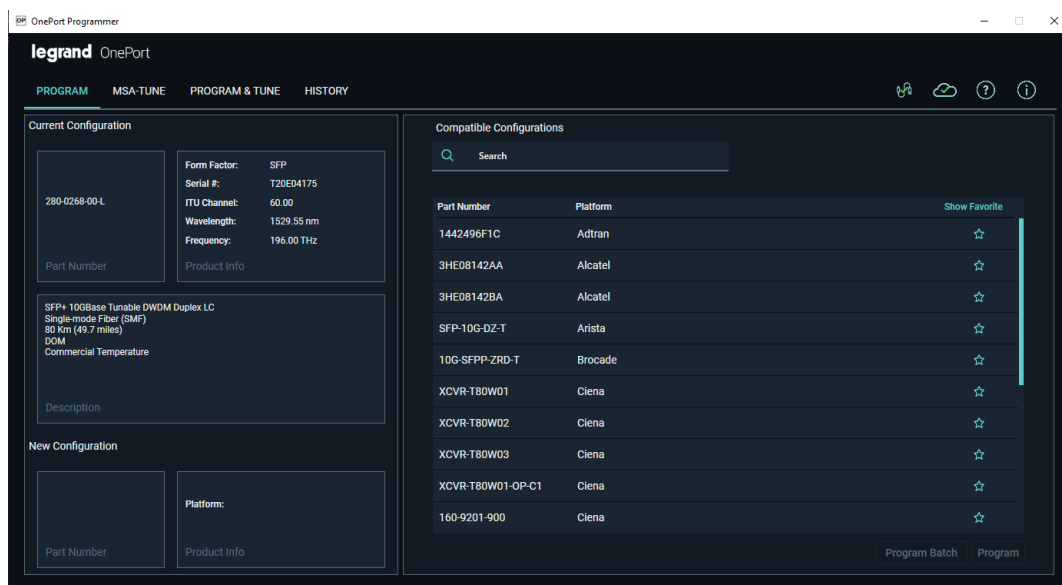 OP OnePort Programmer
legrand OnePort
PROGRAM MSA-TUNE PROGRAM & TUNE HISTORY
Current Configuration
280-0268-00-L
Part Number
Form Factor: SFP
Serial #: T20E04175
ITU Channel: 60.00
Wavelength: 1529.55 nm
Frequency: 196.00 THz
Product Info
SFP+ 10GBase Tunable DWDM Duplex LC
Single-mode Fiber (SMF)
80 Km (49.7 miles)
DOM
Commercial Temperature
Description
New Configuration
Part Number
Platform:
Product Info
Compatible Configurations
Search
Part Number Platform Show Favorite
1442496F1C Adtran
3HE08142AA Alcatel
3HE08142BA Alcatel
SFP-10G-DZ-T Arista
10G-SFPP-ZRD-T Brocade
XCVR-T80W01 Ciena
XCVR-T80W02 Ciena
XCVR-T80W03 Ciena
XCVR-T80W01-OP-C1 Ciena
160-9201-900 Ciena
Program Batch Program